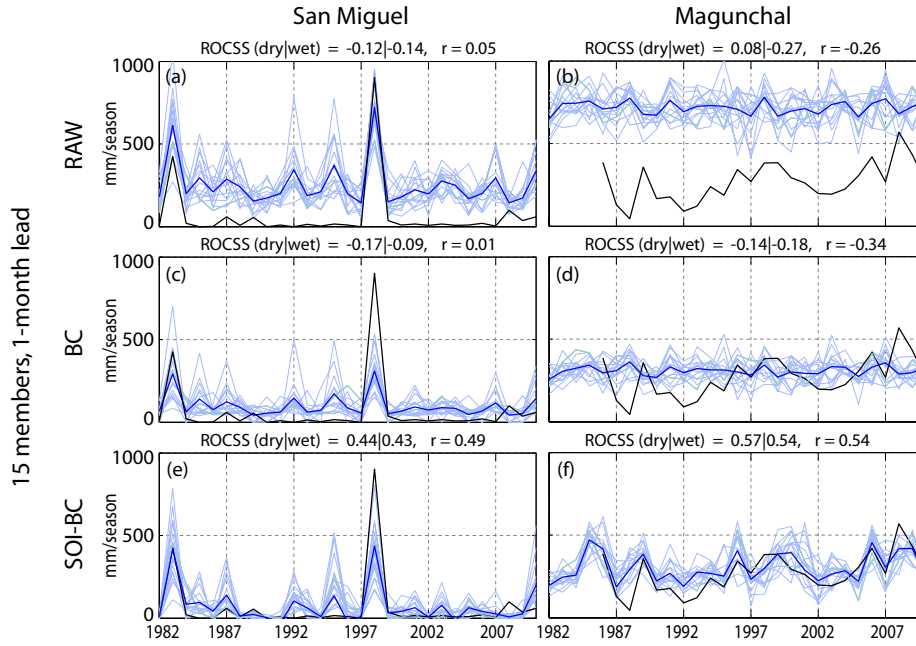 San Miguel
Magunchal
ROCSS (dry|wet) = -0.12|-0.14, r = 0.05
ROCSS (dry|wet) = 0.08|-0.27, r = -0.26
15 members, 1-month lead
RAW
mm/season
1000
500
0
(a)
(b)
ROCSS (dry|wet) = -0.17|-0.09, r = 0.01
ROCSS (dry|wet) = -0.14|-0.18, r = -0.34
BC
mm/season
1000
500
0
(c)
(d)
ROCSS (dry|wet) = 0.44|0.43, r = 0.49
ROCSS (dry|wet) = 0.57|0.54, r = 0.54
SOI-BC
mm/season
1000
500
0
(e)
(f)
1982 1987 1992 1997 2002 2007
1982 1987 1992 1997 2002 2007